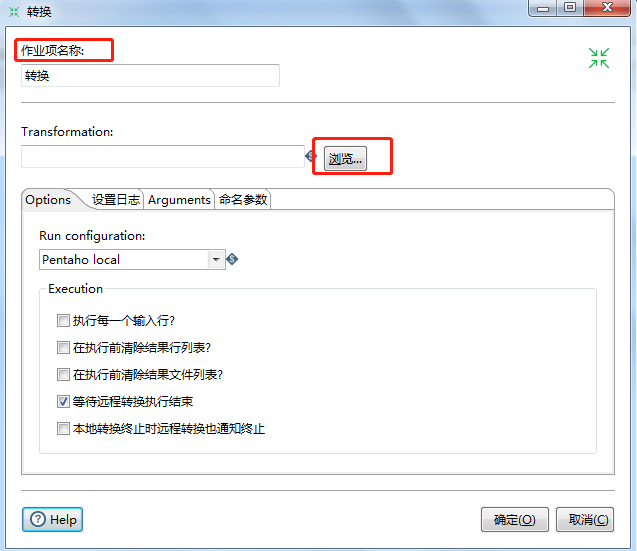 转换
作业项名称:
转换
Transformation:
浏览...
Options 设置日志 Arguments 命名参数
Run configuration:
Pentaho local
Execution
执行每一个输入行?
在执行前清除结果行列表?
在执行前清除结果文件列表?
等待远程转换执行结束
本地转换终止时远程转换也通知终止
Help 确定(O) 取消(C)